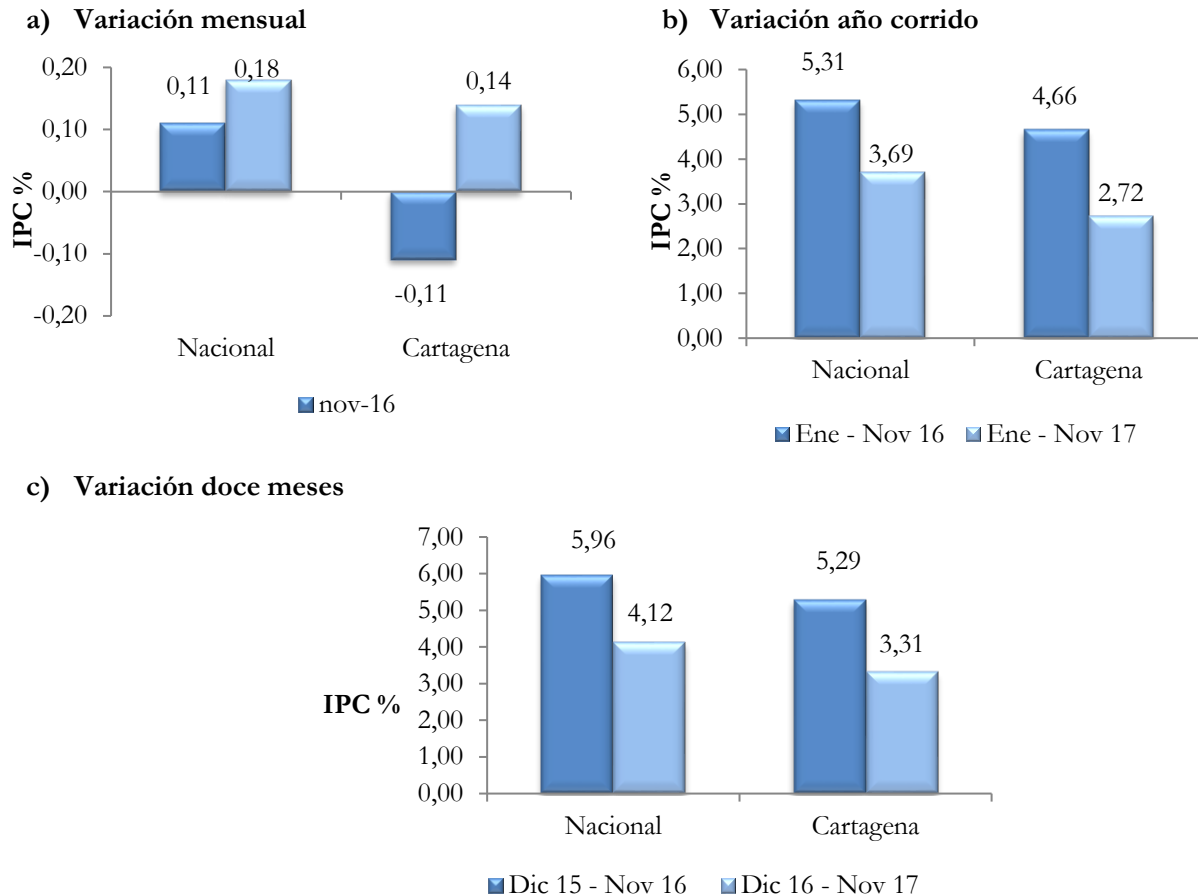 a) Variación mensual
IPC %
0,20
0,10
0,00
-0,10
-0,20
0,11
0,18
-0,11
0,14
Nacional
Cartagena
nov-16
b) Variación año corrido
IPC %
6,00
5,00
4,00
3,00
2,00
1,00
0,00
5,31
3,69
4,66
2,72
Nacional
Cartagena
Ene - Nov 16
Ene - Nov 17
c) Variación doce meses
IPC %
7,00
6,00
5,00
4,00
3,00
2,00
1,00
0,00
5,96
4,12
5,29
3,31
Nacional
Cartagena
Dic 15 - Nov 16
Dic 16 - Nov 17